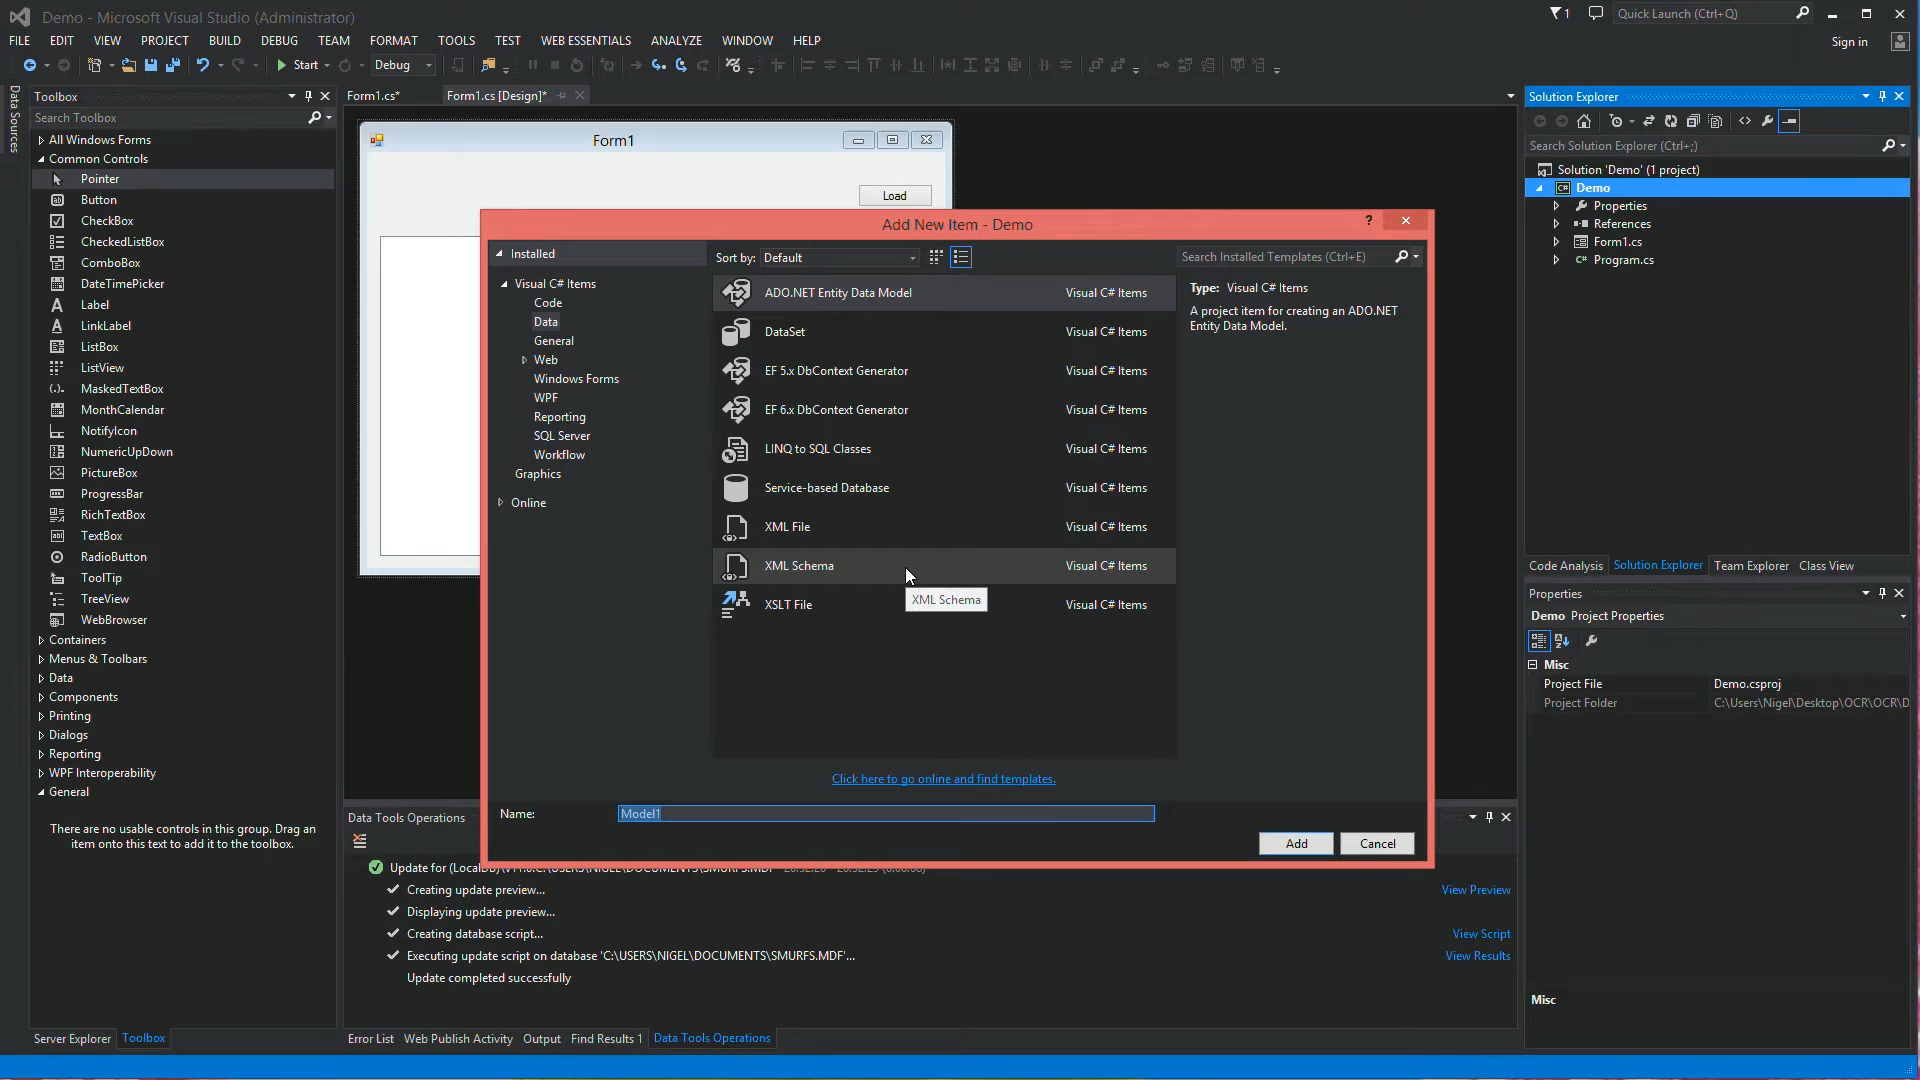 Demo - Microsoft Visual Studio (Administrator)
1
Quick Launch (Ctrl+Q)
FILE EDIT VIEW PROJECT BUILD DEBUG TEAM FORMAT TOOLS TEST WEB ESSENTIALS ANALYZE WINDOW HELP
Sign in
Start Debug
Data Sources
Toolbox
Search Toolbox
All Windows Forms
Common Controls
Pointer
Button
CheckBox
CheckedListBox
ComboBox
DateTimePicker
Label
LinkLabel
ListBox
ListView
MaskedTextBox
MonthCalendar
NotifyIcon
NumericUpDown
PictureBox
ProgressBar
RichTextBox
TextBox
RadioButton
ToolTip
TreeView
WebBrowser
Containers
Menus & Toolbars
Data
Components
Printing
Dialogs
Reporting
WPF Interoperability
General
There are no usable controls in this group. Drag an
item onto this text to add it to the toolbox.
Server Explorer Toolbox
Form1.cs* Form1.cs [Design]*
Form1
Load
Add New Item - Demo
?
Installed
Visual C# Items
Code
Data
General
Web
Windows Forms
WPF
Reporting
SQL Server
Workflow
Graphics
Online
Sort by: Default
Search Installed Templates (Ctrl+E)
ADO.NET Entity Data Model Visual C# Items
DataSet Visual C# Items
EF 5.x DbContext Generator Visual C# Items
EF 6.x DbContext Generator Visual C# Items
LINQ to SQL Classes Visual C# Items
Service-based Database Visual C# Items
XML File Visual C# Items
XML Schema Visual C# Items
XML Schema
XSLT File Visual C# Items
Type: Visual C# Items
A project item for creating an ADO.NET
Entity Data Model.
Click here to go online and find templates.
Name: Model1
Add Cancel
Data Tools Operations
Update for (LocalDB)\v11.0.C:\USERS\NIGEL\DOCUMENTS\SMURFS.MDF
Creating update preview...
View Preview
Displaying update preview...
Creating database script...
View Script
Executing update script on database 'C:\USERS\NIGEL\DOCUMENTS\SMURFS.MDF'...
View Results
Update completed successfully
Error List Web Publish Activity Output Find Results 1 Data Tools Operations
Solution Explorer
Search Solution Explorer (Ctrl+;)
Solution 'Demo' (1 project)
C# Demo
Properties
References
Form1.cs
C# Program.cs
Code Analysis Solution Explorer Team Explorer Class View
Properties
Demo Project Properties
Misc
Project File Demo.csproj
Project Folder C:\Users\Nigel\Desktop\OCR\OCR\D
Misc